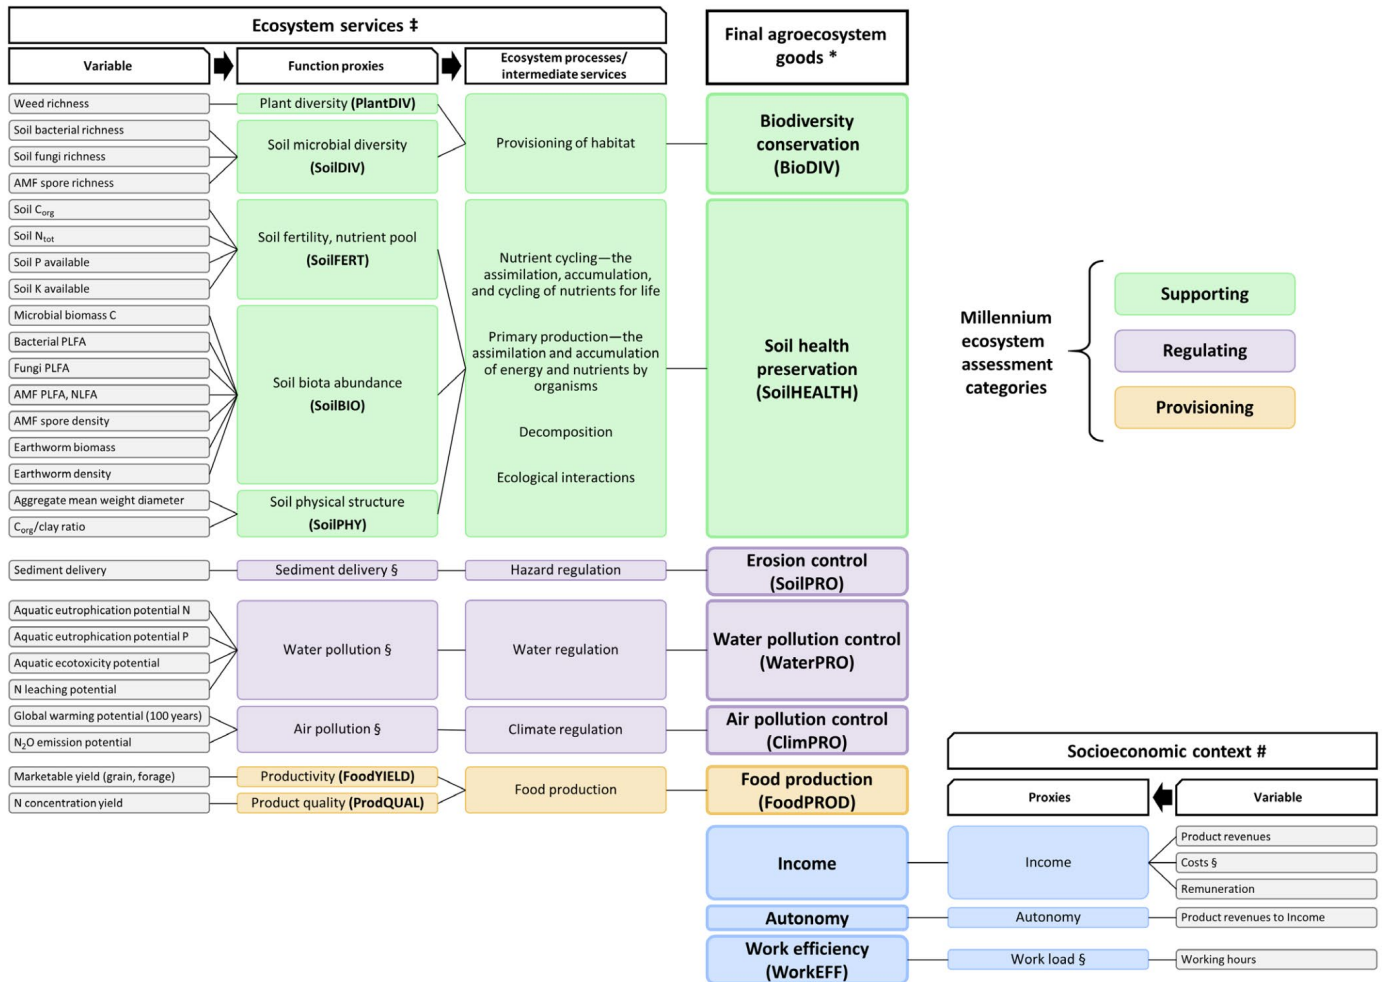 Ecosystem services ‡
Final agroecosystem
goods *
Variable
Function proxies
Ecosystem processes/
intermediate services
Weed richness
Soil bacterial richness
Soil fungi richness
AMF spore richness
Soil Corg
Soil Ntot
Soil P available
Soil K available
Microbial biomass C
Bacterial PLFA
Fungi PLFA
AMF PLFA, NLFA
AMF spore density
Earthworm biomass
Earthworm density
Aggregate mean weight diameter
Corg/clay ratio
Sediment delivery
Aquatic eutrophication potential N
Aquatic eutrophication potential P
Aquatic ecotoxicity potential
N leaching potential
Global warming potential (100 years)
N2O emission potential
Marketable yield (grain, forage)
N concentration yield
Plant diversity (PlantDIV)
Soil microbial diversity
(SoilDIV)
Soil fertility, nutrient pool
(SoilFERT)
Soil biota abundance
(SoilBIO)
Soil physical structure
(SoilPHY)
Sediment delivery §
Water pollution §
Air pollution §
Productivity (FoodYIELD)
Product quality (ProdQUAL)
Provisioning of habitat
Nutrient cycling—the
assimilation, accumulation,
and cycling of nutrients for life
Primary production—the
assimilation and accumulation
of energy and nutrients by
organisms
Decomposition
Ecological interactions
Hazard regulation
Water regulation
Climate regulation
Food production
Biodiversity
conservation
(BioDIV)
Soil health
preservation
(SoilHEALTH)
Erosion control
(SoilPRO)
Water pollution control
(WaterPRO)
Air pollution control
(ClimPRO)
Food production
(FoodPROD)
Income
Autonomy
Work efficiency
(WorkEFF)
Millennium
ecosystem
assessment
categories
Supporting
Regulating
Provisioning
Socioeconomic context #
Proxies
Variable
Income
Autonomy
Work load §
Product revenues
Costs §
Remuneration
Product revenues to Income
Working hours